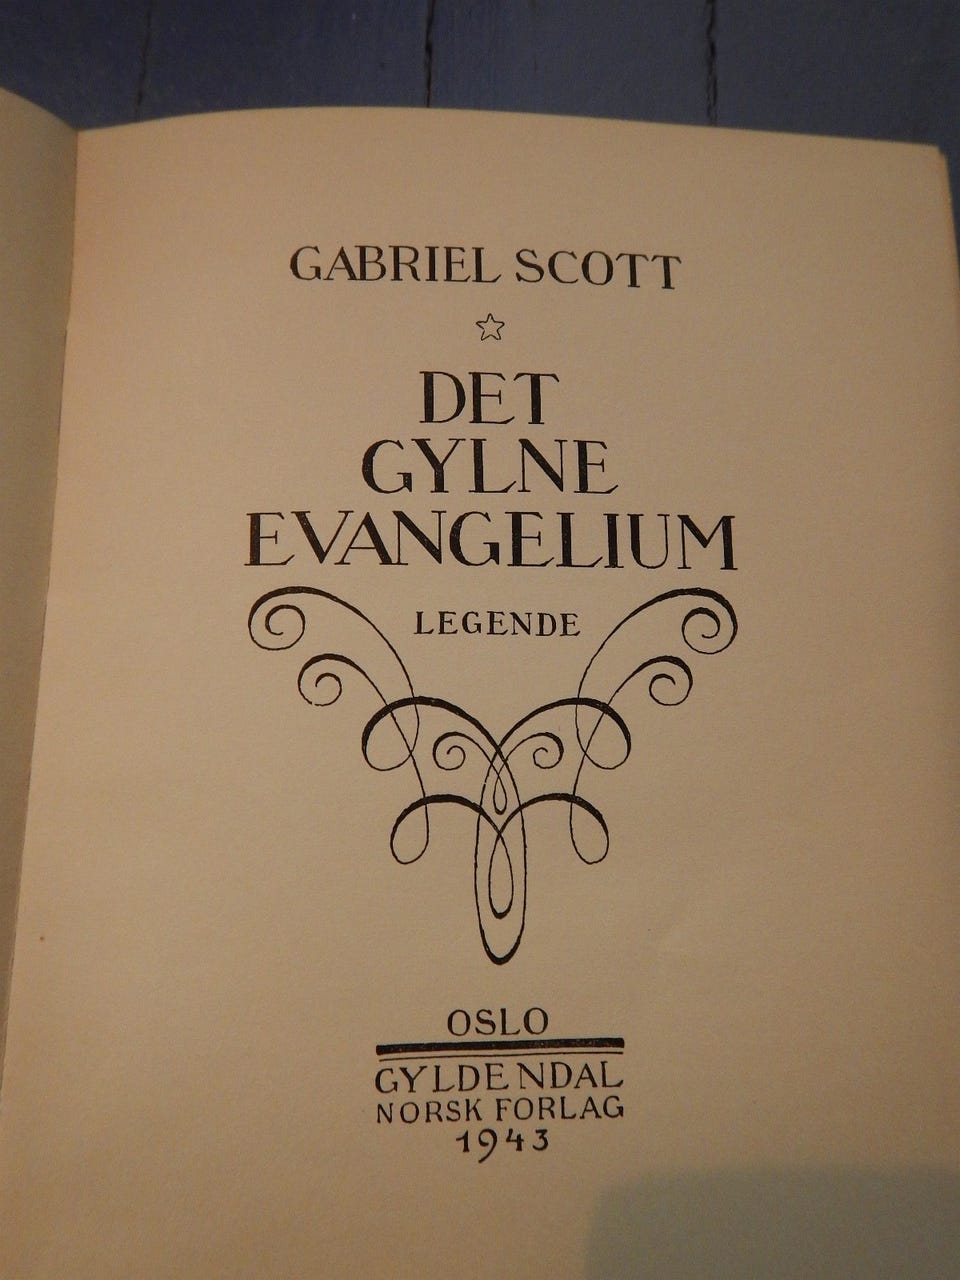 GABRIEL SCOTT
DET
GYLNE
EVANGELIUM
LEGENDE
OSLO
GYLDENDAL
NORSK FORLAG
1943